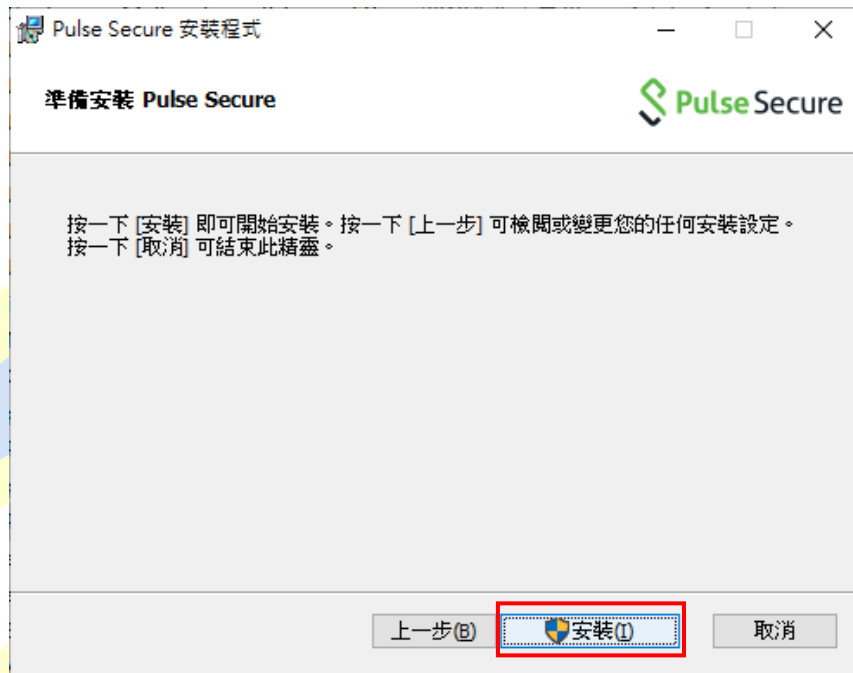 Pulse Secure 安裝程式
準備安裝 Pulse Secure
Pulse Secure
按一下 [安裝] 即可開始安裝。按一下 [上一步] 可檢閱或變更您的任何安裝設定。
按一下 [取消] 可結束此精靈。
上一步(B) 安裝(I) 取消